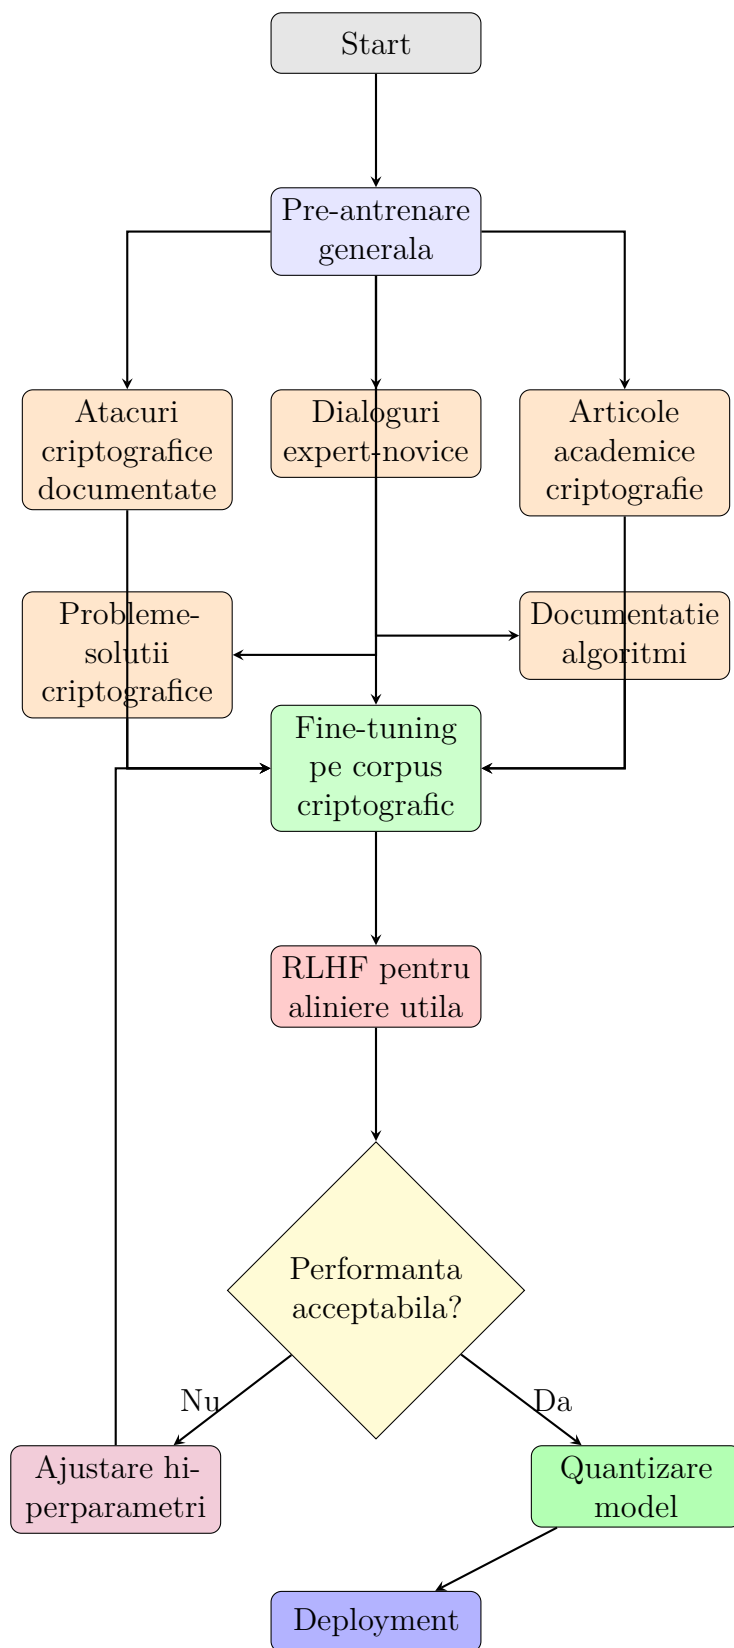 Start
Pre-antrenare
generala
Atacuri
criptografice
documentate
Dialoguri
expert-novice
Articole
academice
criptografie
Probleme-
solutii
criptografice
Documentatie
algoritmi
Fine-tuning
pe corpus
criptografic
RLHF pentru
aliniere utila
Performanta
acceptabila?
Nu
Da
Ajustare hi-
perparametri
Quantizare
model
Deployment